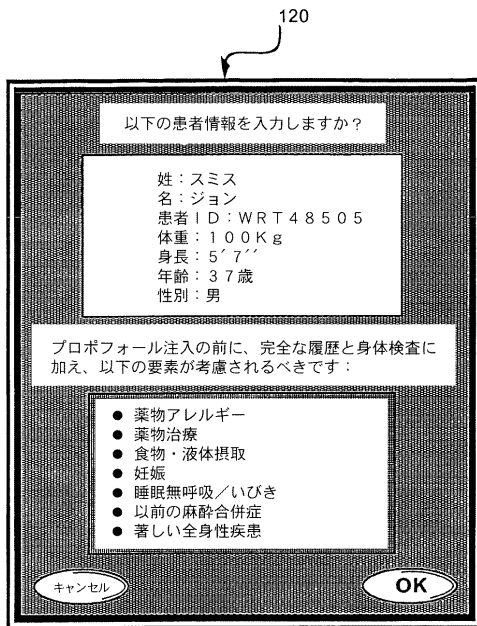 120
以下の患者情報を入力しますか？
姓：スミス
名：ジョン
患者ＩＤ：ＷＲＴ４８５０５
体重：１００Ｋｇ
身長：５′７′′
年齢：３７歳
性別：男
プロポフォール注入の前に、完全な履歴と身体検査に
加え、以下の要素が考慮されるべきです：
● 薬物アレルギー
● 薬物治療
● 食物・液体摂取
● 妊娠
● 睡眠無呼吸／いびき
● 以前の麻酔合併症
● 著しい全身性疾患
キャンセル
OK